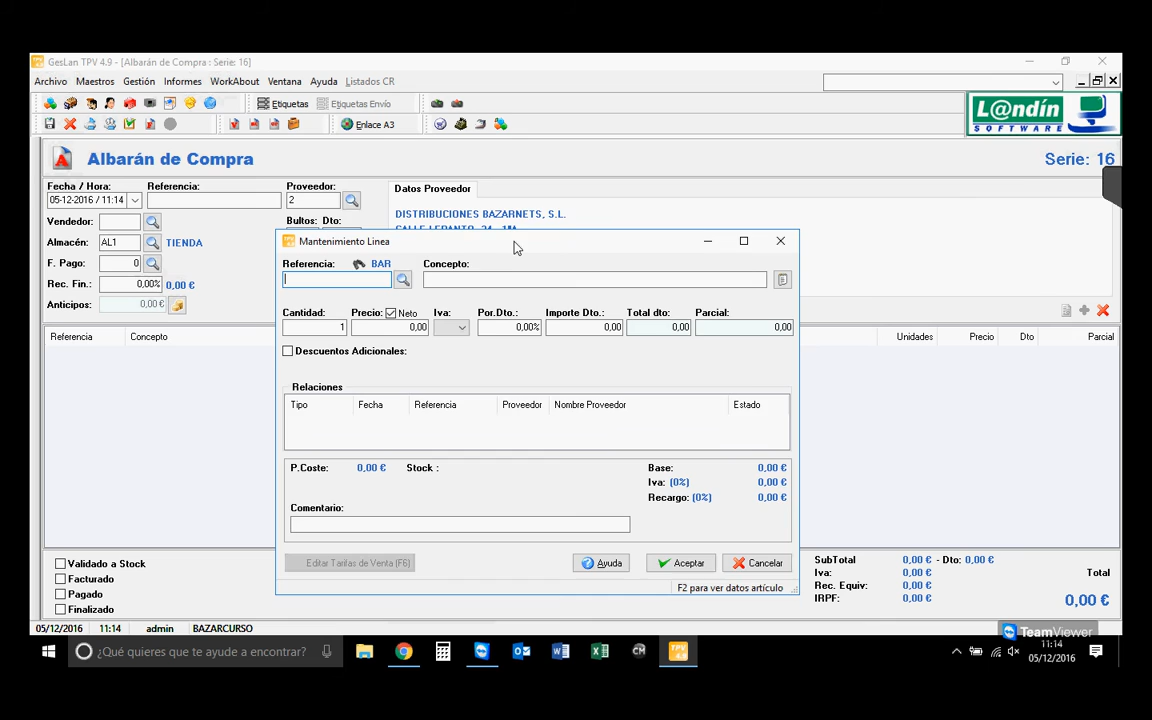 GesLan TPV 4.9 - [Albarán de Compra : Serie: 16]
Archivo Maestros Gestión Informes WorkAbout Ventana Ayuda Listados CR
Etiquetas Etiquetas Envío
Enlace A3
L@ndín
SOFTWARE
Albarán de Compra Serie: 16
Fecha / Hora: Referencia: Proveedor: Datos Proveedor
05-12-2016 / 11:14 2
DISTRIBUCIONES BAZARNETS, S.L.
Vendedor: Bultos: Dto:
Almacén: AL1 TIENDA
F. Pago: 0
Rec. Fin.: 0,00% 0,00 €
Anticipos: 0,00 €
Referencia Concepto Unidades Precio Dto Parcial
Mantenimiento Linea
Referencia: BAR Concepto:
Cantidad: Precio: Neto Iva: Por.Dto.: Importe Dto.: Total dto: Parcial:
1 0,00 0,00% 0,00 0,00 0,00
Descuentos Adicionales:
Relaciones
Tipo Fecha Referencia Proveedor Nombre Proveedor Estado
P.Coste: 0,00 € Stock : Base: 0,00 €
Iva: (0%) 0,00 €
Recargo: (0%) 0,00 €
Comentario:
Editar Tarifas de Venta (F6) Ayuda Aceptar Cancelar
F2 para ver datos artículo
Validado a Stock
Facturado
Pagado
Finalizado
SubTotal 0,00 € - Dto: 0,00 €
Iva: 0,00 € Total
Rec. Equiv: 0,00 €
IRPF: 0,00 € 0,00 €
05/12/2016 11:14 admin BAZARCURSO
TeamViewer
¿Qué quieres que te ayude a encontrar?
CM
TPV
4.9
11:14
05/12/2016